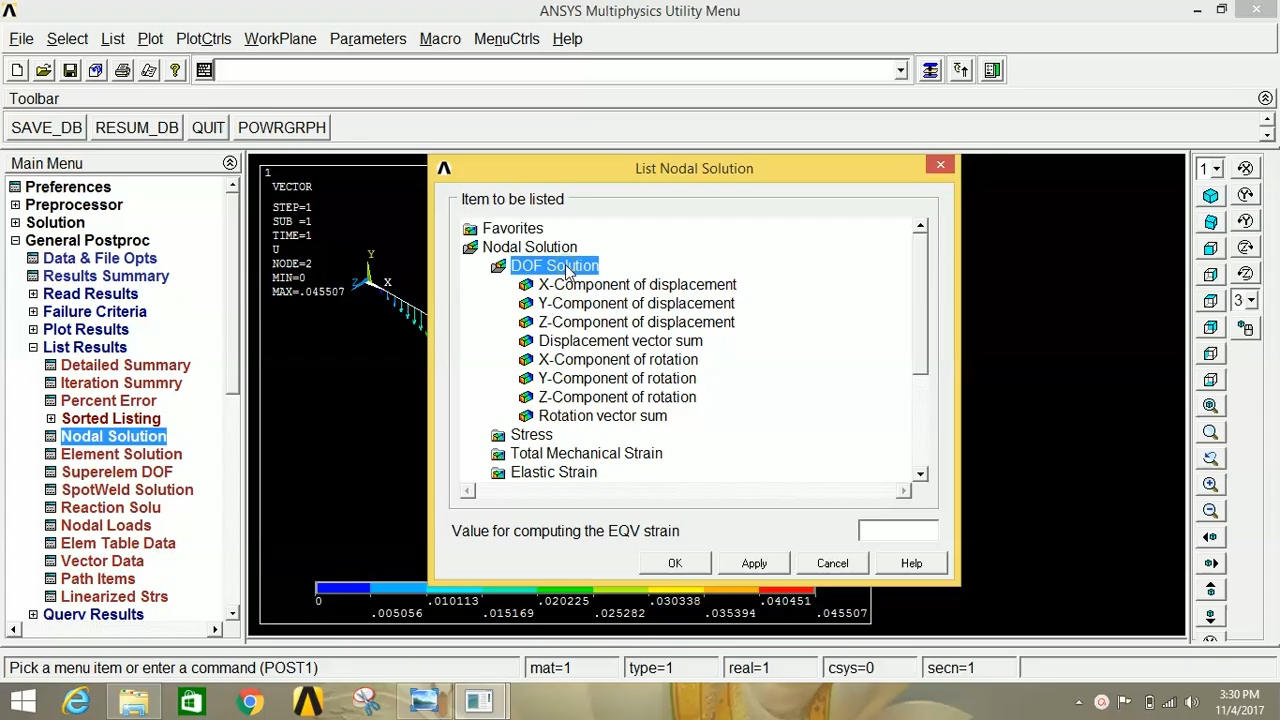 ANSYS Multiphysics Utility Menu
File Select List Plot PlotCtrls WorkPlane Parameters Macro MenuCtrls Help
Toolbar
SAVE_DB RESUM_DB QUIT POWRGRPH
Main Menu
Preferences
Preprocessor
Solution
General Postproc
Data & File Opts
Results Summary
Read Results
Failure Criteria
Plot Results
List Results
Detailed Summary
Iteration Summry
Percent Error
Sorted Listing
Nodal Solution
Element Solution
Superelem DOF
SpotWeld Solution
Reaction Solu
Nodal Loads
Elem Table Data
Vector Data
Path Items
Linearized Strs
Query Results
1
VECTOR
STEP=1
SUB =1
TIME=1
U
NODE=2
MIN=0
MAX=.045507
Y
Z X
List Nodal Solution
Item to be listed
Favorites
Nodal Solution
DOF Solution
X-Component of displacement
Y-Component of displacement
Z-Component of displacement
Displacement vector sum
X-Component of rotation
Y-Component of rotation
Z-Component of rotation
Rotation vector sum
Stress
Total Mechanical Strain
Elastic Strain
Value for computing the EQV strain
OK Apply Cancel Help
0 .010113 .020225 .030338 .040451
.005056 .015169 .025282 .035394 .045507
1
3
Pick a menu item or enter a command (POST1) mat=1 type=1 real=1 csys=0 secn=1
3:30 PM
11/4/2017